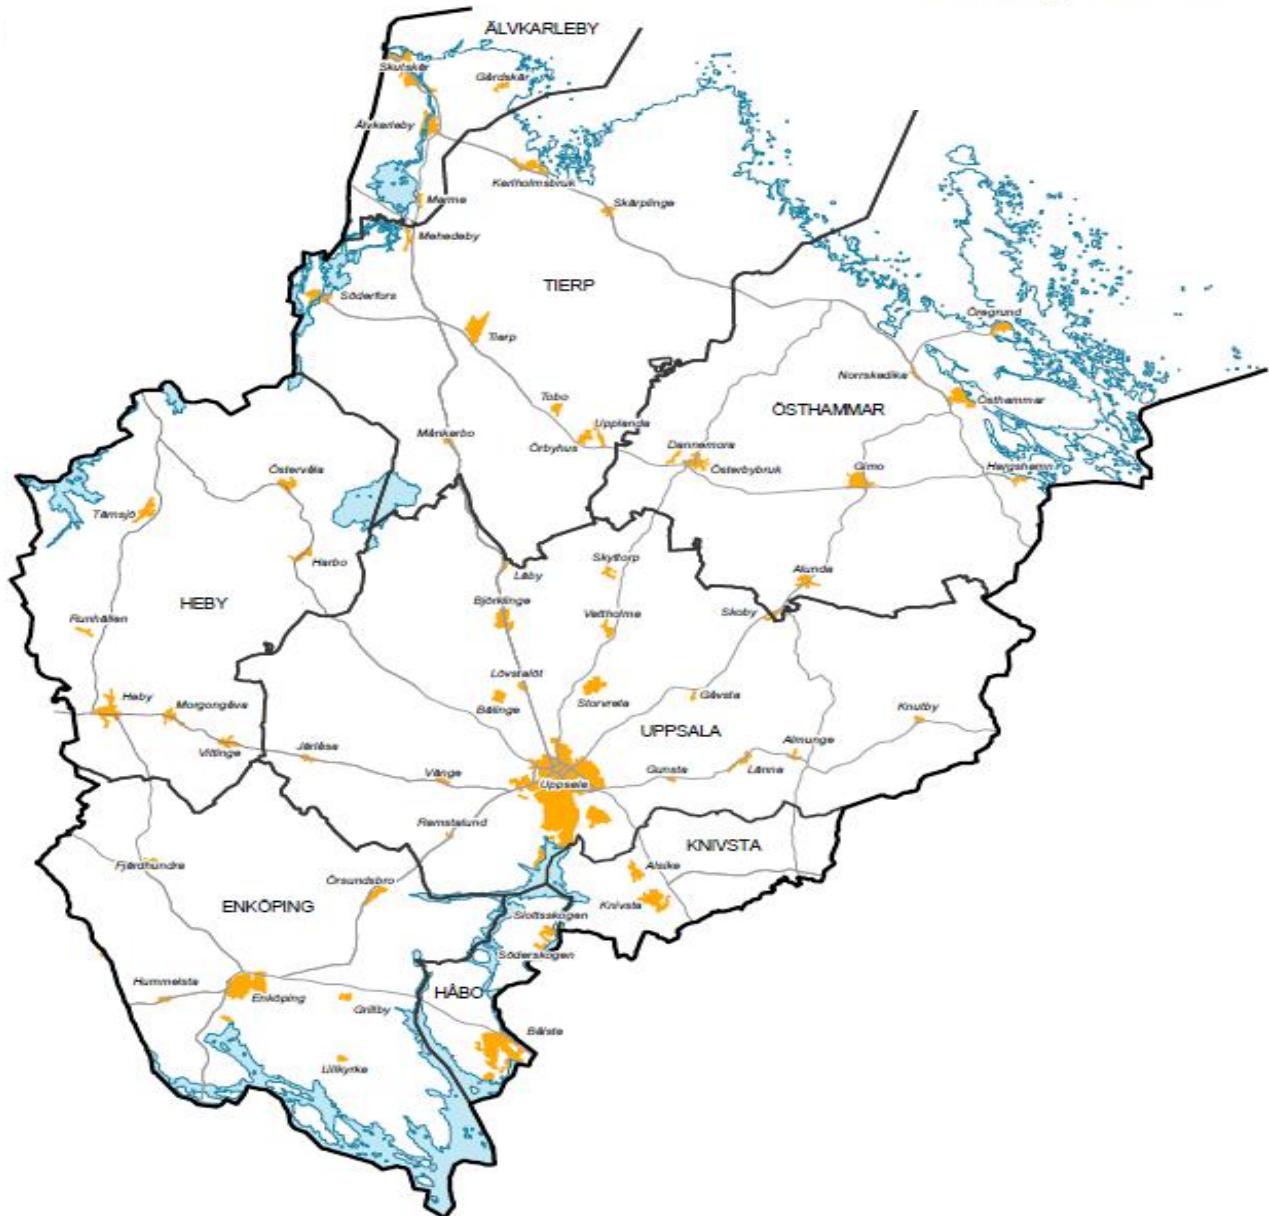 ÄLVKARLEBY
Skutskär
Gårdskär
Älvkarleby
Karlholmsbruk
Marma
Skärplinge
Mehedeby
TIERP
Söderfors
Öregrund
Tierp
Norrskedika
Tobo
ÖSTHAMMAR
Östhammar
Upplanda
Månkarbo
Örbyhus
Dannemora
Österbybruk
Gimo
Hargshamn
Östervåla
Tärnsjö
Harbo
Skyttorp
Läby
Alunda
HEBY
Björklinge
Vattholma
Skoby
Runhällen
Lövstalöt
Storvreta
Gåvsta
Heby
Morgongåva
Bälinge
Knutby
UPPSALA
Vittinge
Järlåsa
Almunge
Vänge
Gunsta
Länna
Uppsala
Ramstalund
KNIVSTA
Fjärdhundra
Alsike
Örsundsbro
ENKÖPING
Knivsta
Slottsskogen
Söderskogen
Hummelsta
Enköping
HÅBO
Grillby
Bålsta
Lillkyrka